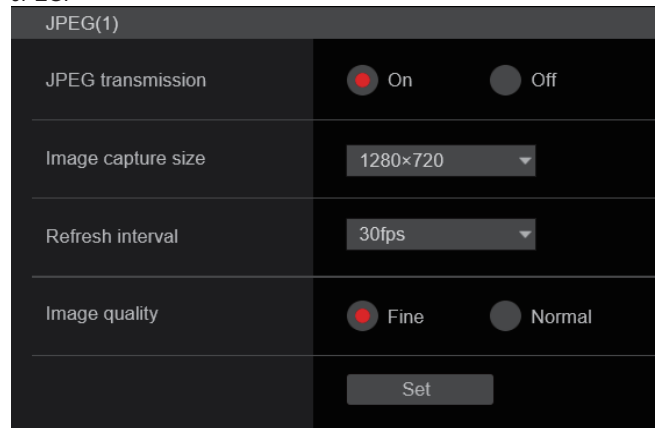 JPEG(1)
JPEG transmission On Off
Image capture size 1280×720
Refresh interval 30fps
Image quality Fine Normal
Set